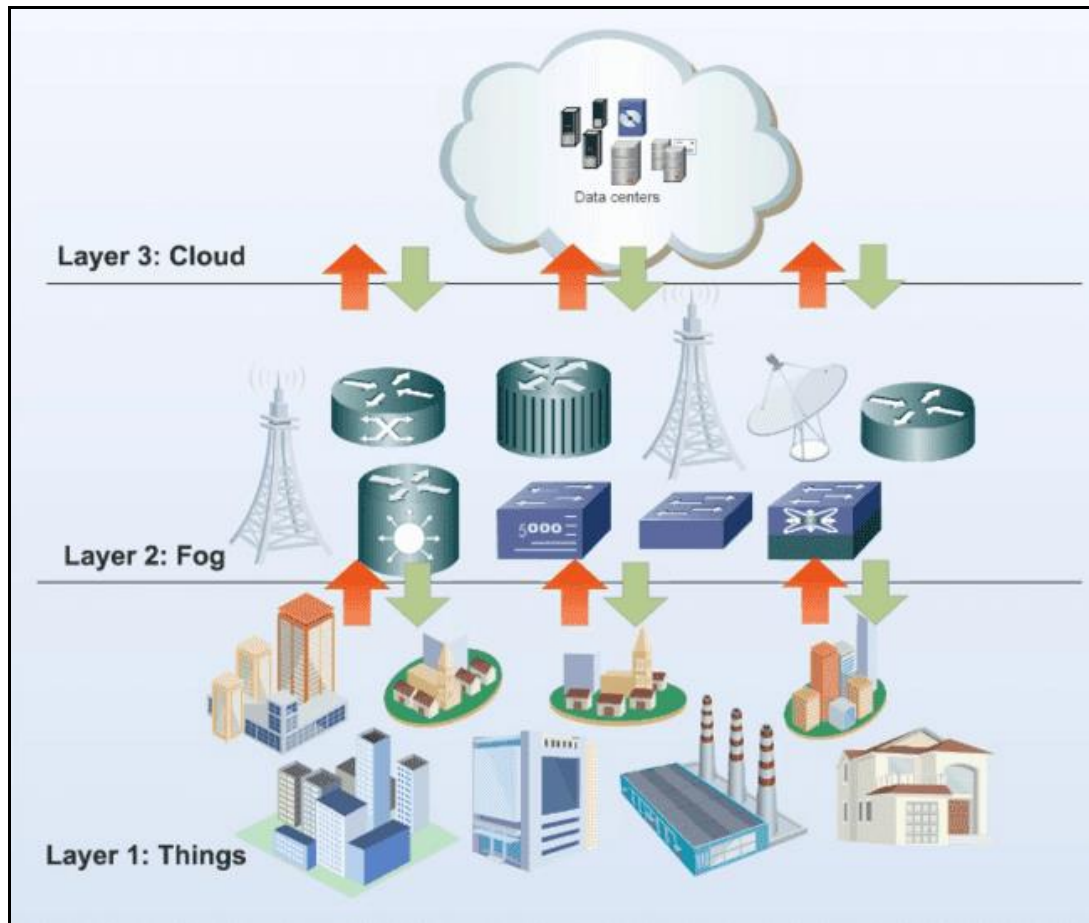 Data centers
Layer 3: Cloud
5000
Layer 2: Fog
Layer 1: Things